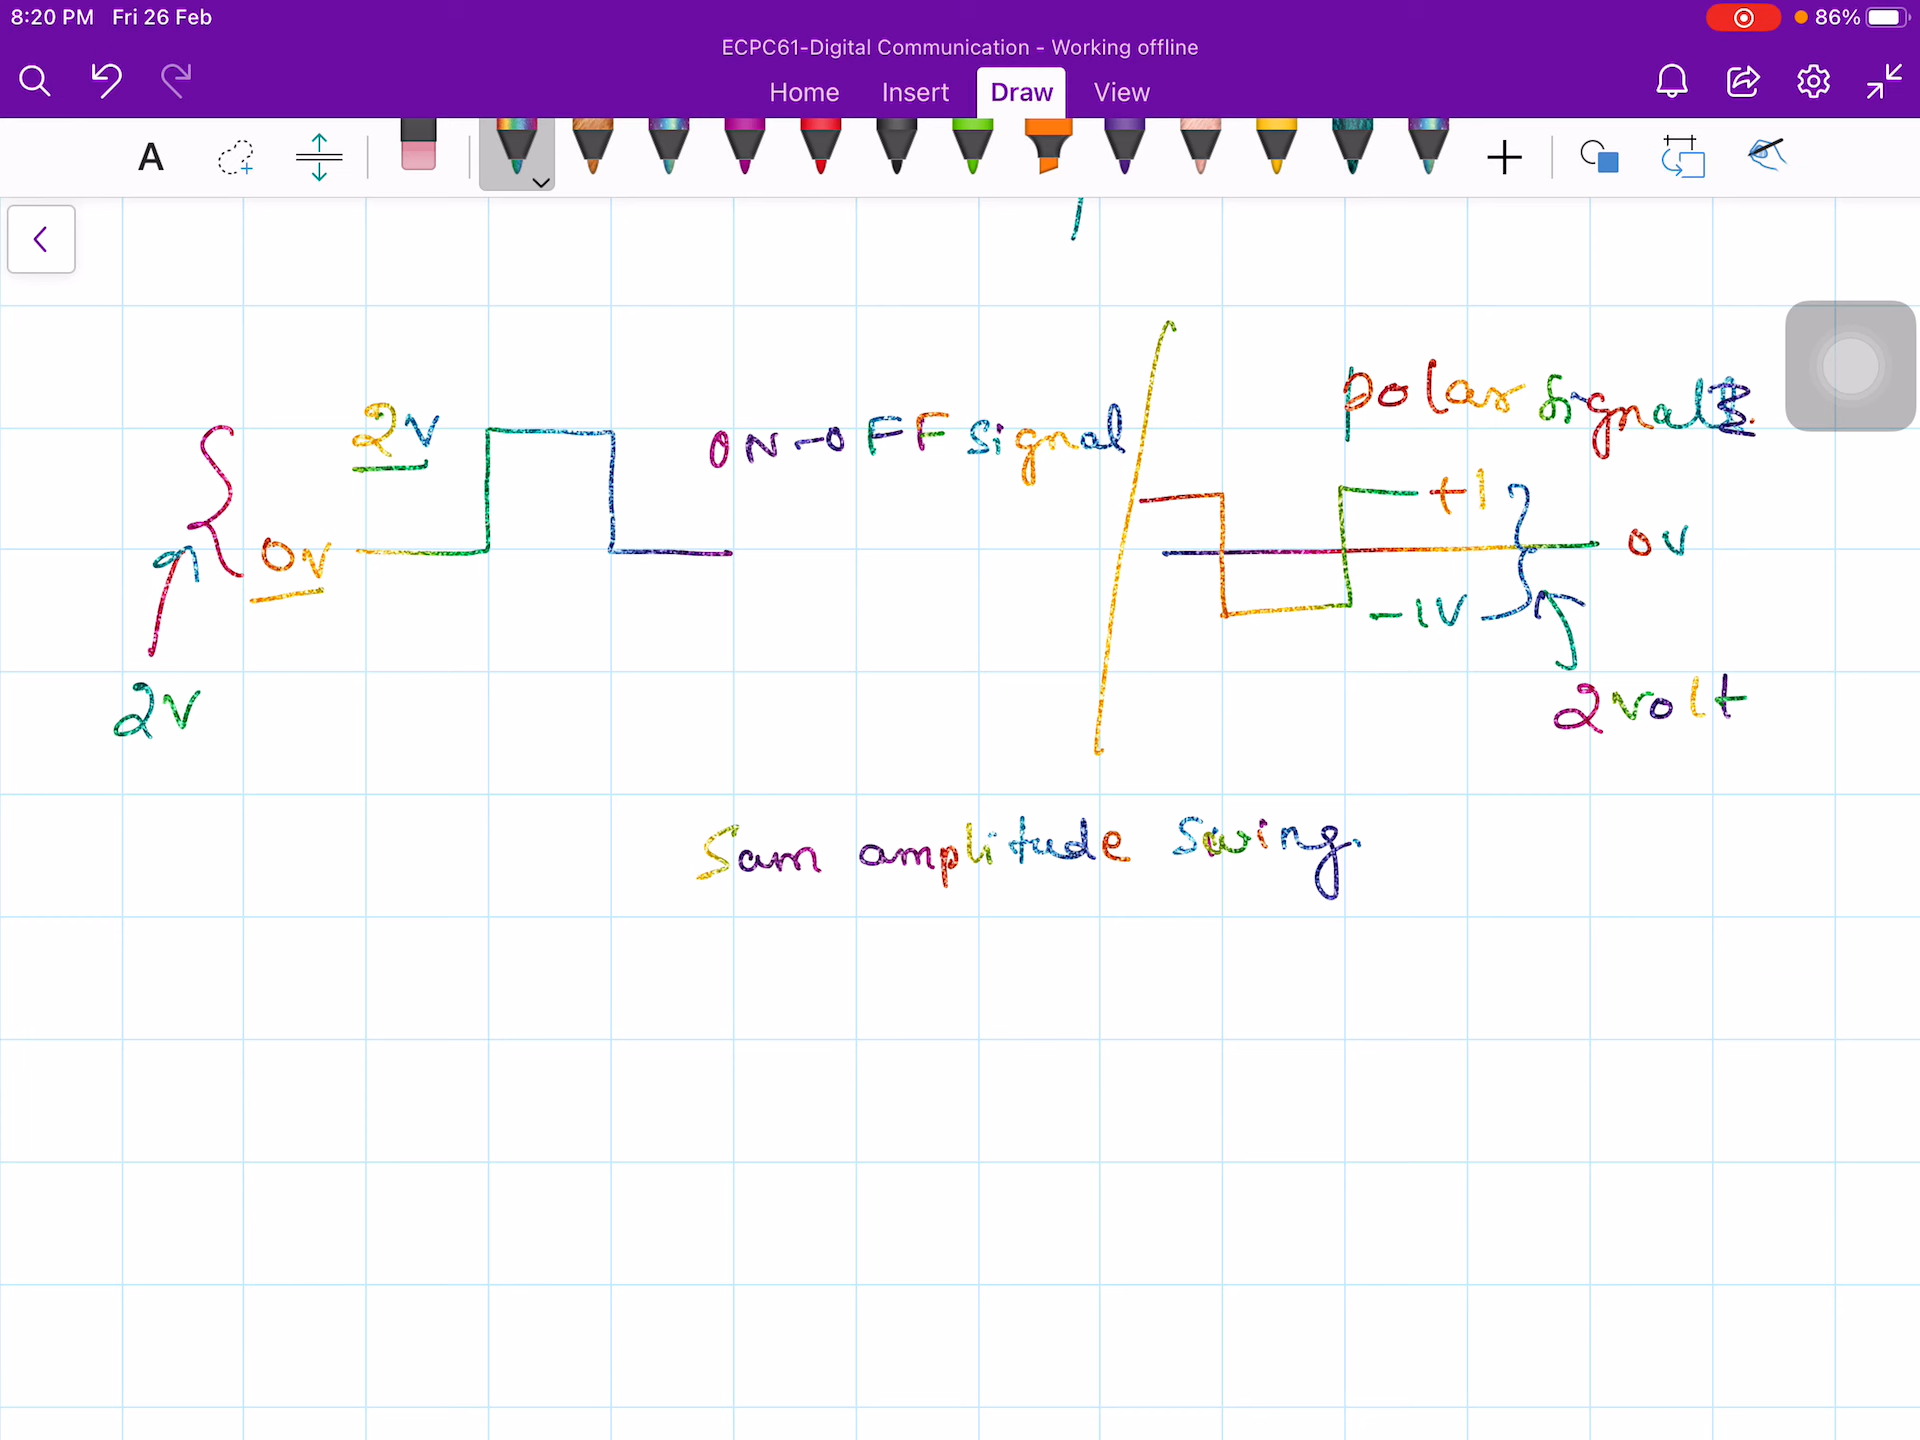 8:20 PM Fri 26 Feb
86%
ECPC61-Digital Communication - Working offline
Home Insert Draw View
A
polar signals
2V
ON-OFF signal
+1
0V
0V
-1V
2V
2volt
Sam amplitude swing.